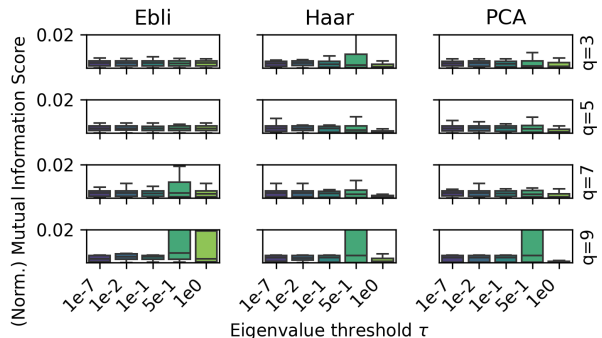 Ebli Haar PCA
(Norm.) Mutual Information Score
0.02 q=3
0.02 q=5
0.02 q=7
0.02 q=9
1e-7 1e-2 1e-1 5e-1 1e0 1e-7 1e-2 1e-1 5e-1 1e0 1e-7 1e-2 1e-1 5e-1 1e0
Eigenvalue threshold τ